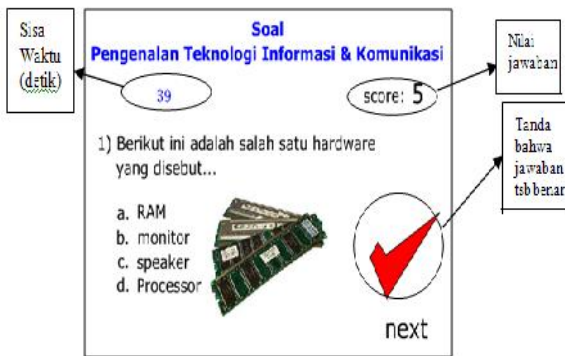 Sisa
Waktu
(detik)
Soal
Pengenalan Teknologi Informasi & Komunikasi
39
score: 5
Nilai
jawaban
Tanda
bahwa
jawaban
tsb benar
1) Berikut ini adalah salah satu hardware
yang disebut...
a. RAM
b. monitor
c. speaker
d. Processor
next